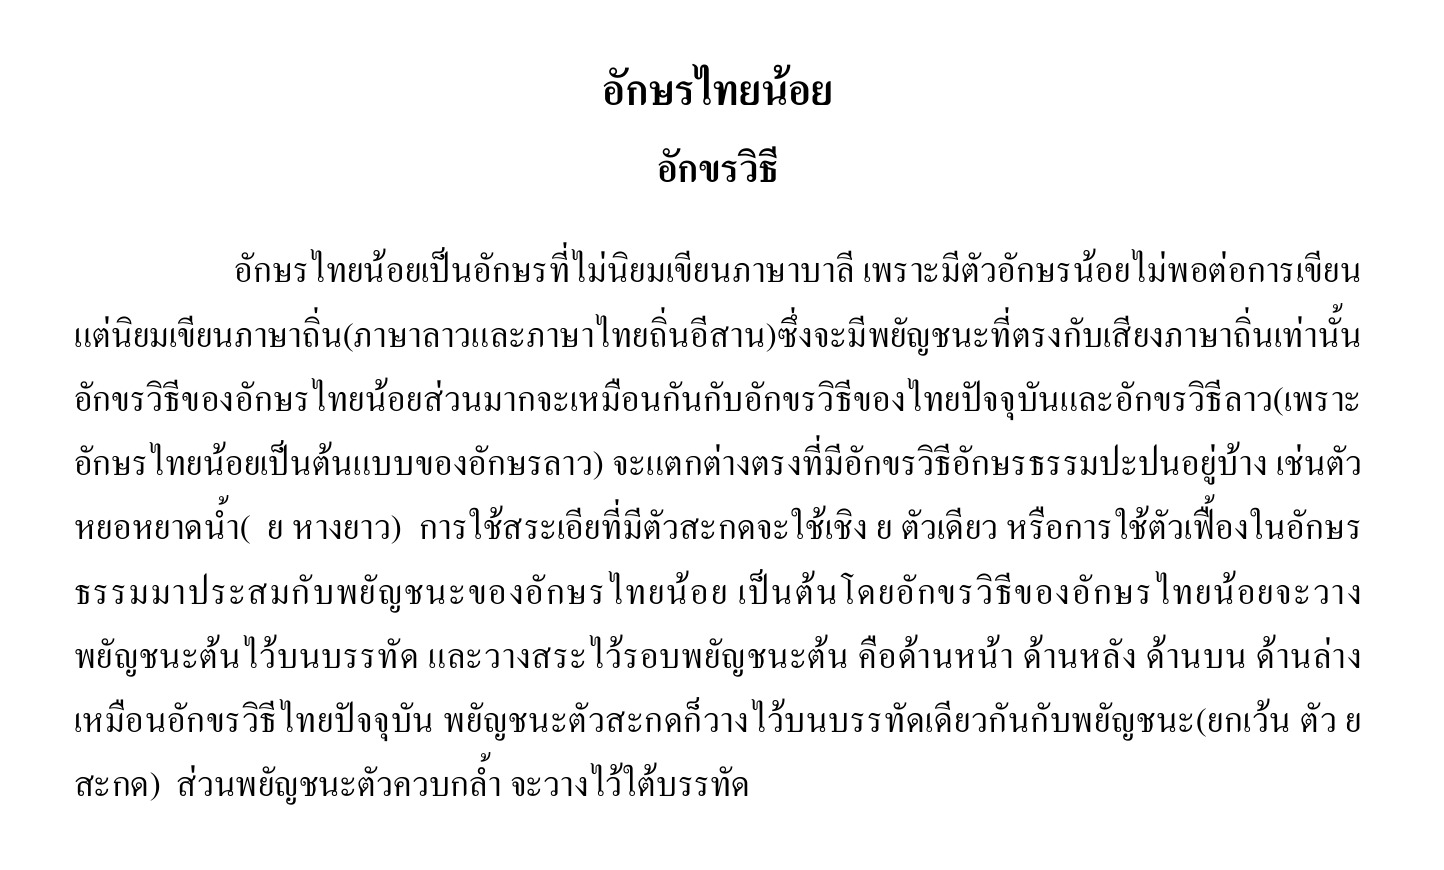 อักษรไทยน้อย
อักขรวิธี
อักษรไทยน้อยเป็นอักษรที่ไม่นิยมเขียนภาษาบาลี เพราะมีตัวอักษรน้อยไม่พอต่อการเขียน
แต่นิยมเขียนภาษาถิ่น(ภาษาลาวและภาษาไทยถิ่นอีสาน)ซึ่งจะมีพยัญชนะที่ตรงกับเสียงภาษาถิ่นเท่านั้น
อักขรวิธีของอักษรไทยน้อยส่วนมากจะเหมือนกันกับอักขรวิธีของไทยปัจจุบันและอักขรวิธีลาว(เพราะ
อักษรไทยน้อยเป็นต้นแบบของอักษรลาว) จะแตกต่างตรงที่มีอักขรวิธีอักษรธรรมปะปนอยู่บ้าง เช่นตัว
หยอหยาดน้ำ( ย หางยาว) การใช้สระเอียที่มีตัวสะกดจะใช้เชิง ย ตัวเดียว หรือการใช้ตัวเฟื้องในอักษร
ธรรมมาประสมกับพยัญชนะของอักษรไทยน้อย เป็นต้นโดยอักขรวิธีของอักษรไทยน้อยจะวาง
พยัญชนะต้นไว้บนบรรทัด และวางสระไว้รอบพยัญชนะต้น คือด้านหน้า ด้านหลัง ด้านบน ด้านล่าง
เหมือนอักขรวิธีไทยปัจจุบัน พยัญชนะตัวสะกดก็วางไว้บนบรรทัดเดียวกันกับพยัญชนะ(ยกเว้น ตัว ย
สะกด) ส่วนพยัญชนะตัวควบกล้ำ จะวางไว้ใต้บรรทัด